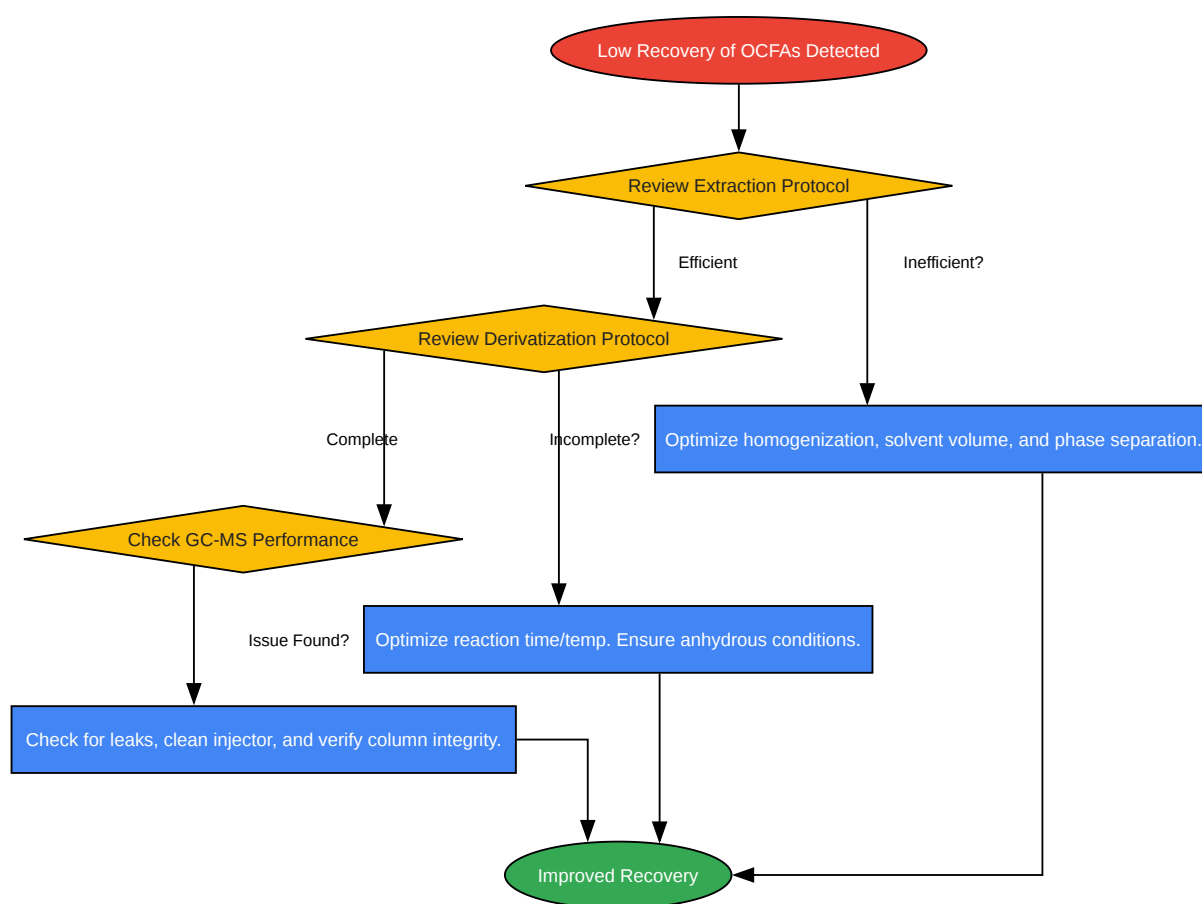 Low Recovery of OCFAs Detected
Review Extraction Protocol
Efficient
Inefficient?
Review Derivatization Protocol
Complete
Incomplete?
Optimize homogenization, solvent volume, and phase separation.
Check GC-MS Performance
Issue Found?
Optimize reaction time/temp. Ensure anhydrous conditions.
Check for leaks, clean injector, and verify column integrity.
Improved Recovery